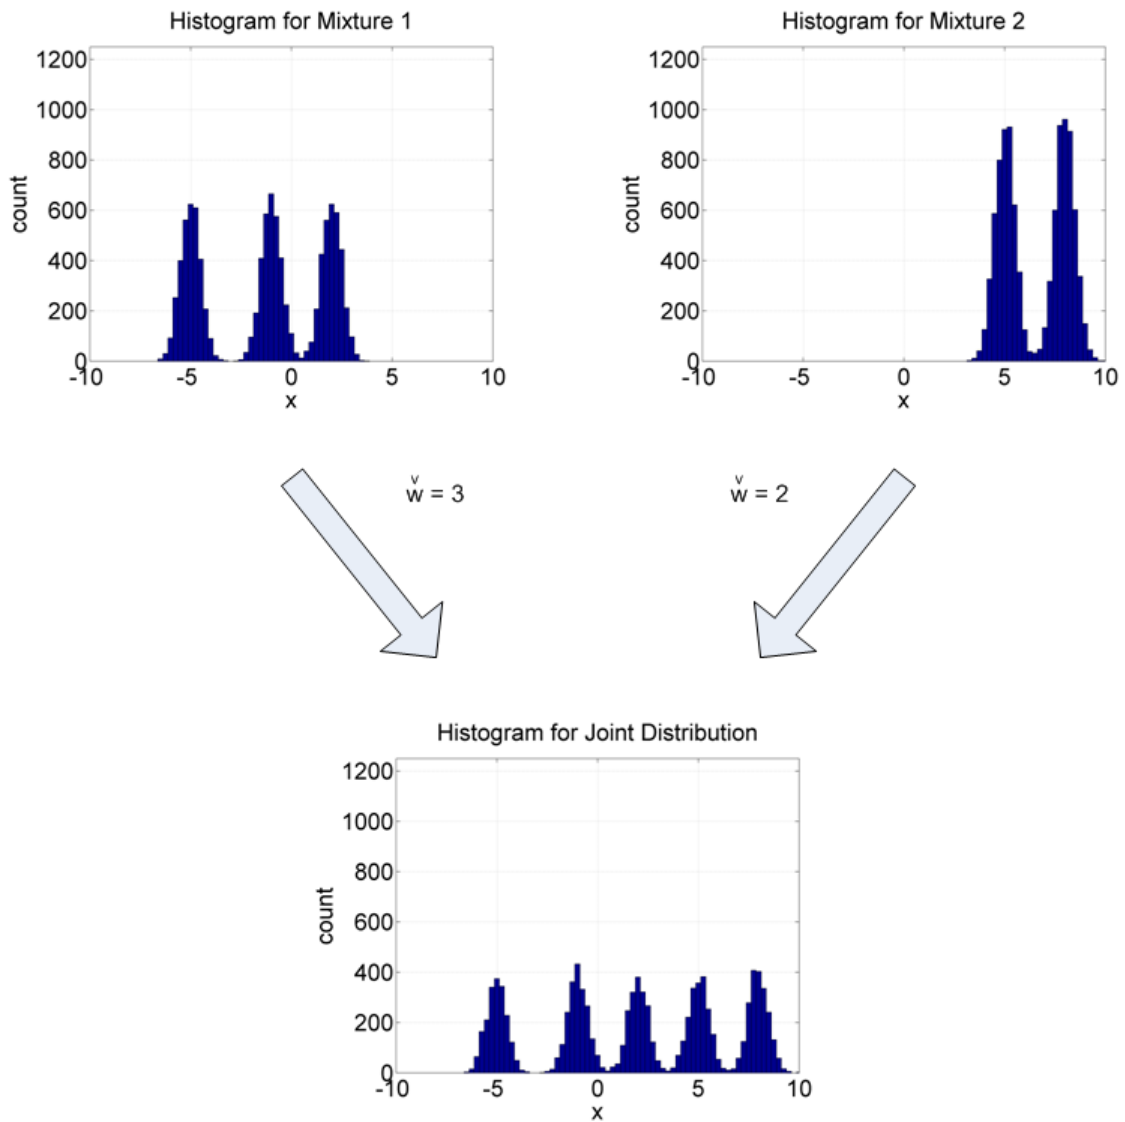 Histogram for Mixture 1
1200
1000
800
600
400
200
0
count
-10 -5 0 5 10
x
Histogram for Mixture 2
1200
1000
800
600
400
200
0
count
-10 -5 0 5 10
x
w̌ = 3
w̌ = 2
Histogram for Joint Distribution
1200
1000
800
600
400
200
0
count
-10 -5 0 5 10
x